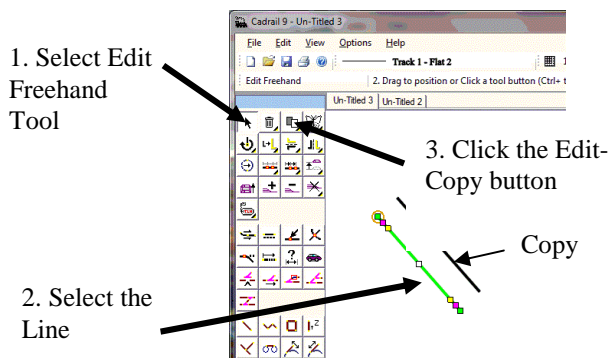 Cadrail 9 - Un-Titled 3
File Edit View Options Help
Track 1 - Flat 2
Edit Freehand
2. Drag to position or Click a tool button (Ctrl+
Un-Titled 3
Un-Titled 2
1. Select Edit
Freehand
Tool
3. Click the Edit-
Copy button
Copy
2. Select the
Line